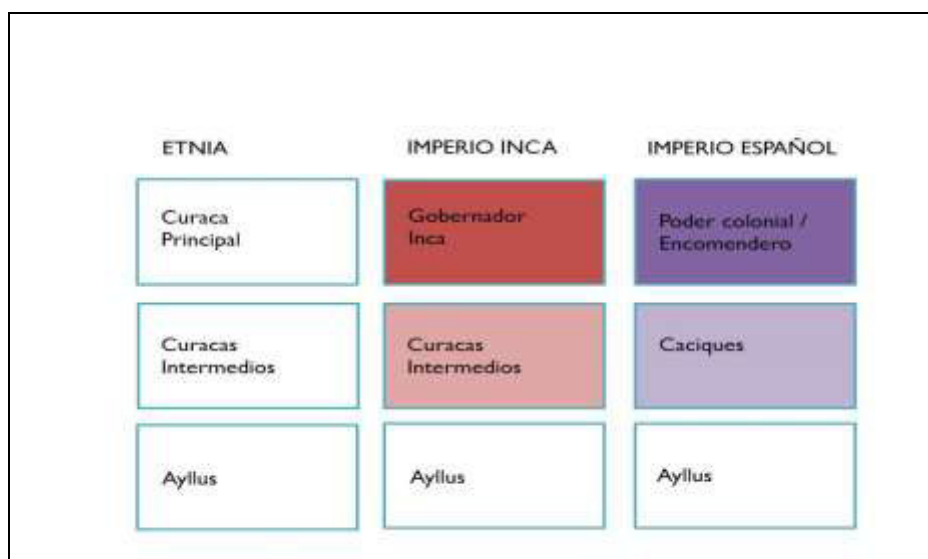 ETNIA
IMPERIO INCA
IMPERIO ESPAÑOL
Curaca
Principal
Gobernador
Inca
Poder colonial /
Encomendero
Curacas
Intermedios
Curacas
Intermedios
Caciques
Ayllus
Ayllus
Ayllus